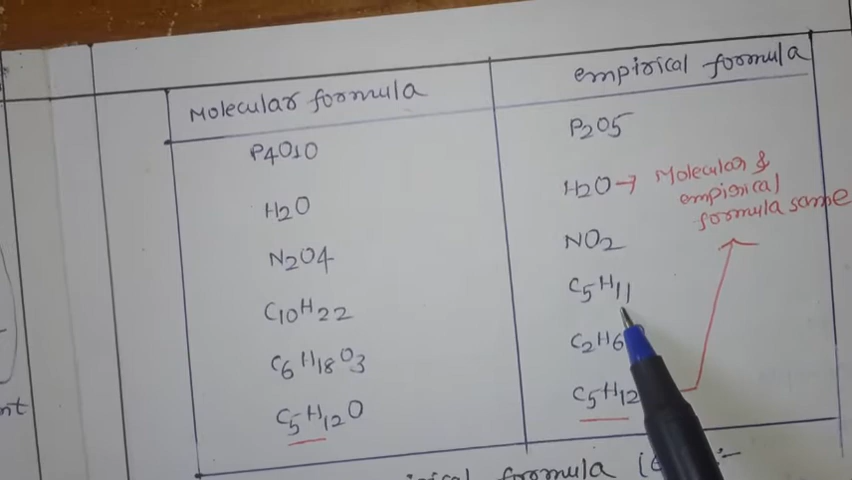 Molecular formula empirical formula
P4O10 P2O5
H2O H2O → Molecular & empirical formula same
N2O4 NO2
C10H22 C5H11
C6H18O3 C2H6
C5H12O C5H12
nt formula